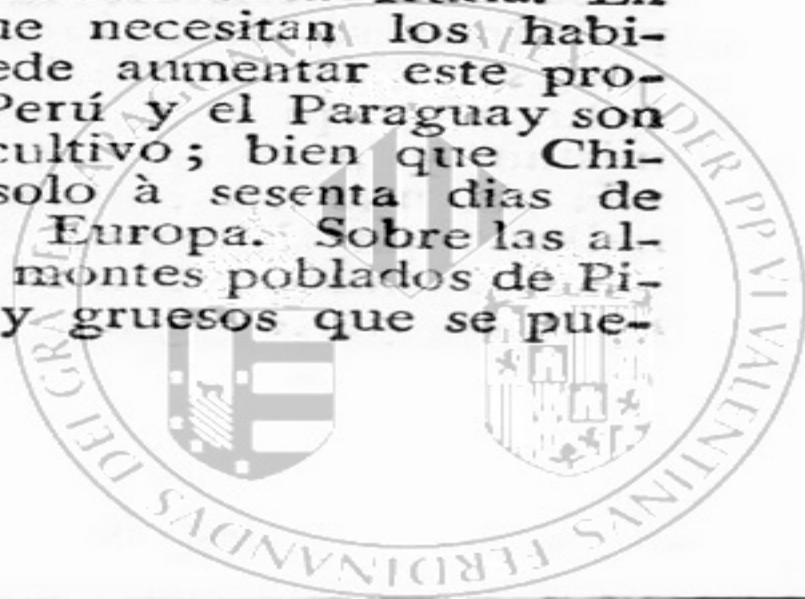 ue necesitan los habi-
ede aumentar este pro-
Perú y el Paraguay son
cultivo; bien que Chi-
solo à sesenta dias de
Europa. Sobre las al-
montes poblados de Pi-
y gruesos que se pue-